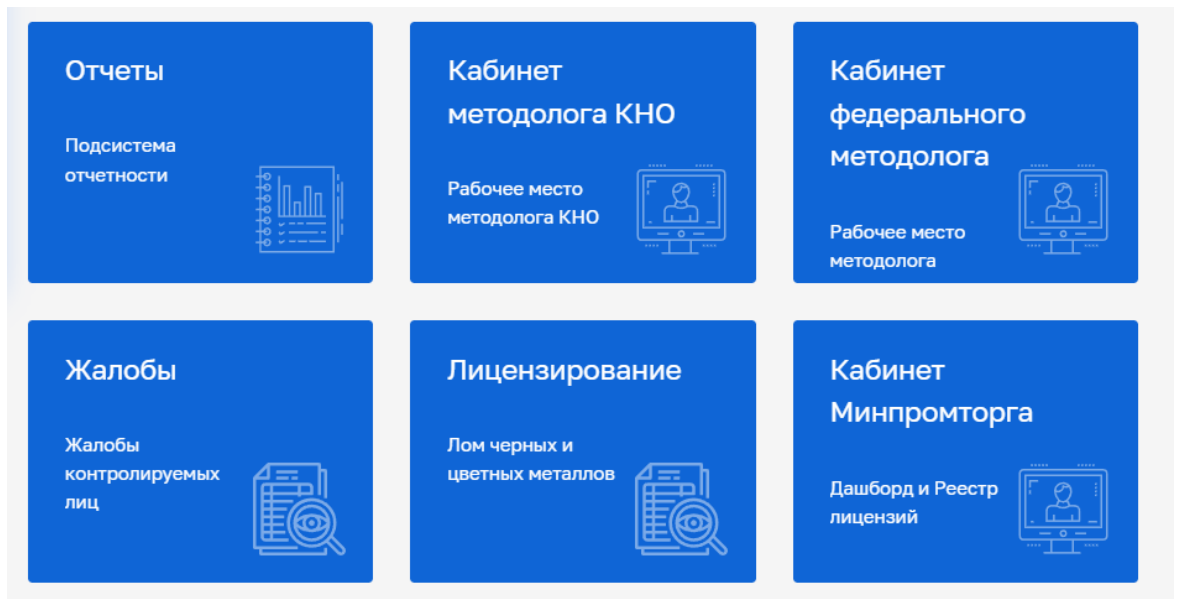 Отчеты
Подсистема
отчетности
Кабинет
методолога КНО
Рабочее место
методолога КНО
Кабинет
федерального
методолога
Рабочее место
методолога
Жалобы
Жалобы
контролируемых
лиц
Лицензирование
Лом черных и
цветных металлов
Кабинет
Минпромторга
Дашборд и Реестр
лицензий